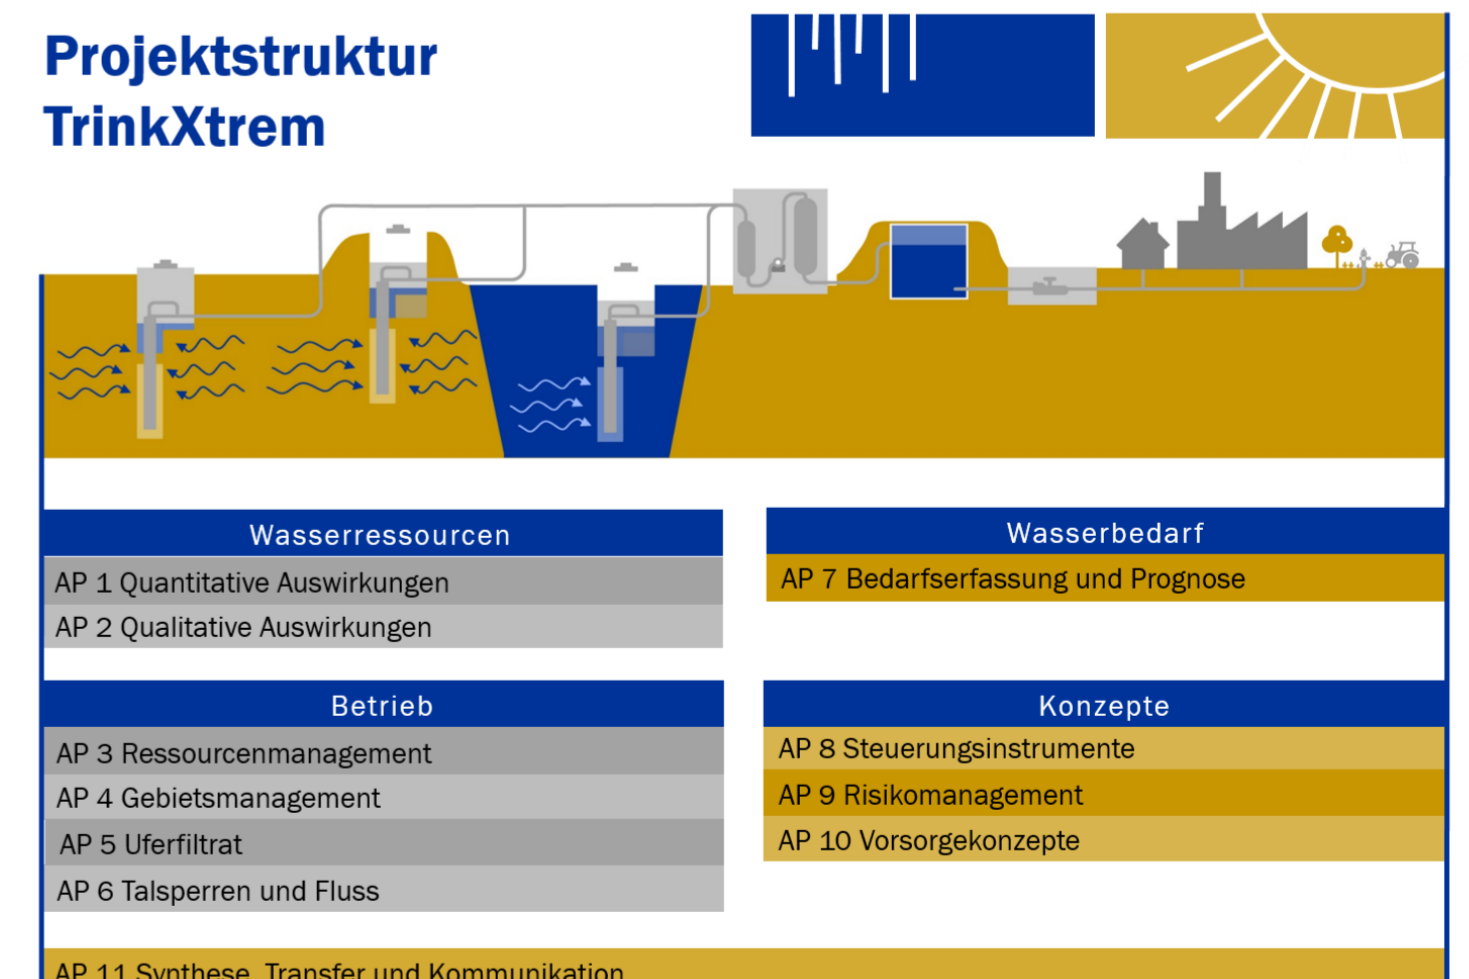 Projektstruktur
TrinkXtrem
Wasserressourcen
AP 1 Quantitative Auswirkungen
AP 2 Qualitative Auswirkungen
Wasserbedarf
AP 7 Bedarfserfassung und Prognose
Betrieb
AP 3 Ressourcenmanagement
AP 4 Gebietsmanagement
AP 5 Uferfiltrat
AP 6 Talsperren und Fluss
Konzepte
AP 8 Steuerungsinstrumente
AP 9 Risikomanagement
AP 10 Vorsorgekonzepte
AP 11 Synthese, Transfer und Kommunikation